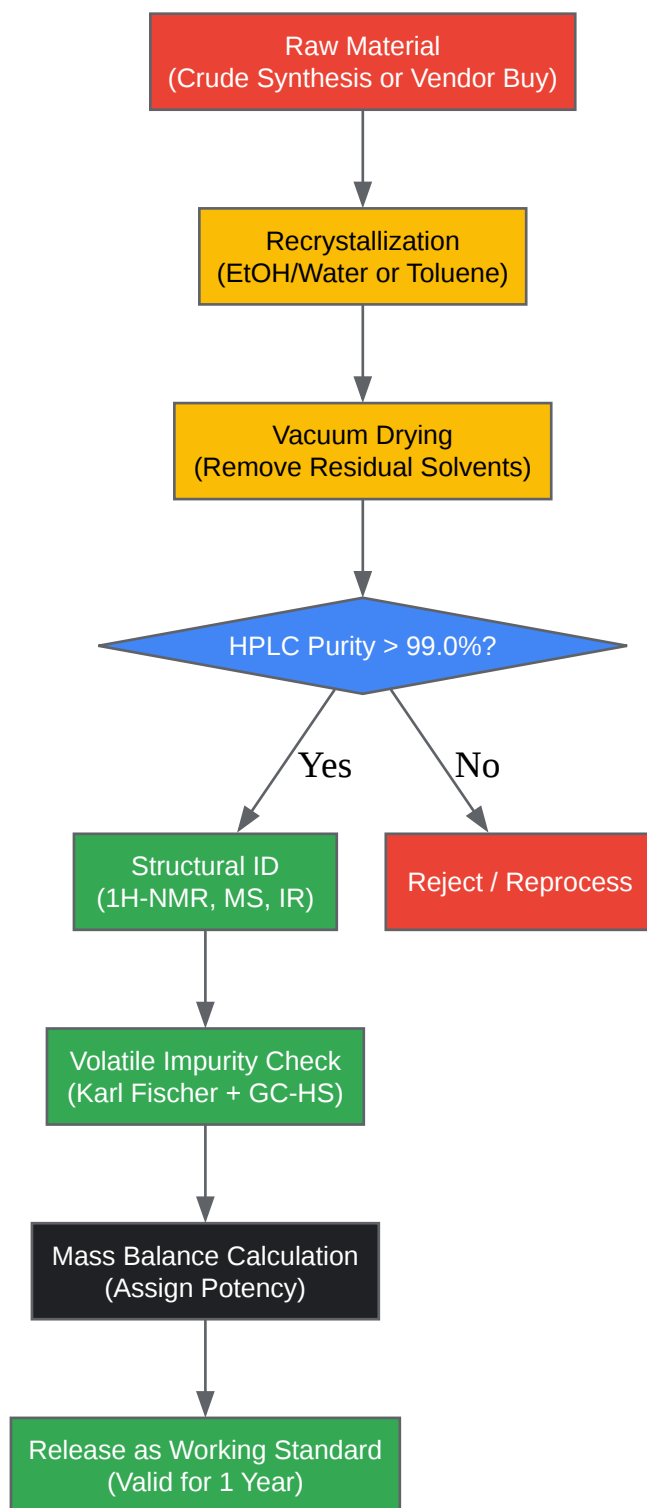 Raw Material
(Crude Synthesis or Vendor Buy)
Recrystallization
(EtOH/Water or Toluene)
Vacuum Drying
(Remove Residual Solvents)
HPLC Purity > 99.0%?
Yes
No
Structural ID
(1H-NMR, MS, IR)
Reject / Reprocess
Volatile Impurity Check
(Karl Fischer + GC-HS)
Mass Balance Calculation
(Assign Potency)
Release as Working Standard
(Valid for 1 Year)